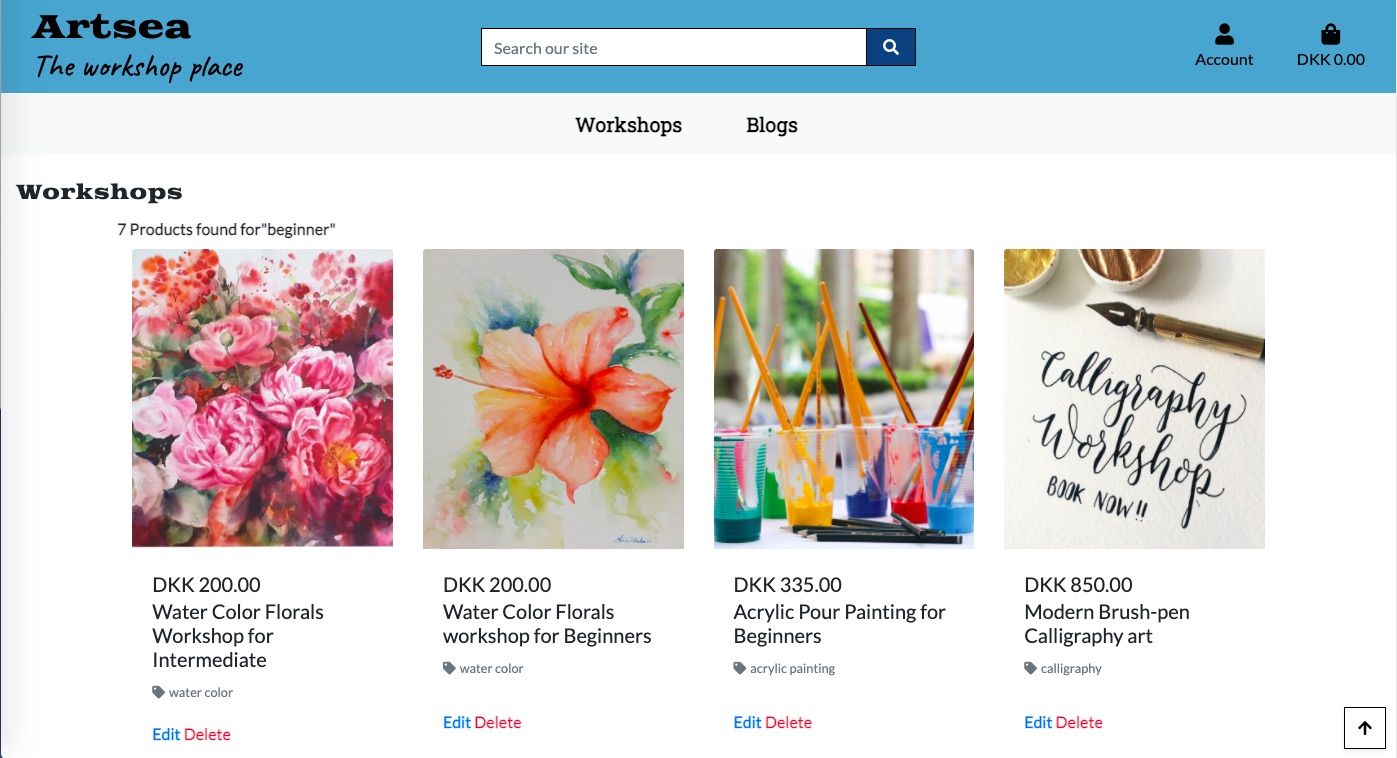 Artsea
The workshop place
Search our site
Account
DKK 0.00
Workshops
Blogs
Workshops
7 Products found for"beginner"
Calligraphy
Workshop
BOOK NOW!!
DKK 200.00
Water Color Florals
Workshop for
Intermediate
water color
Edit Delete
DKK 200.00
Water Color Florals
workshop for Beginners
water color
Edit Delete
DKK 335.00
Acrylic Pour Painting for
Beginners
acrylic painting
Edit Delete
DKK 850.00
Modern Brush-pen
Calligraphy art
calligraphy
Edit Delete